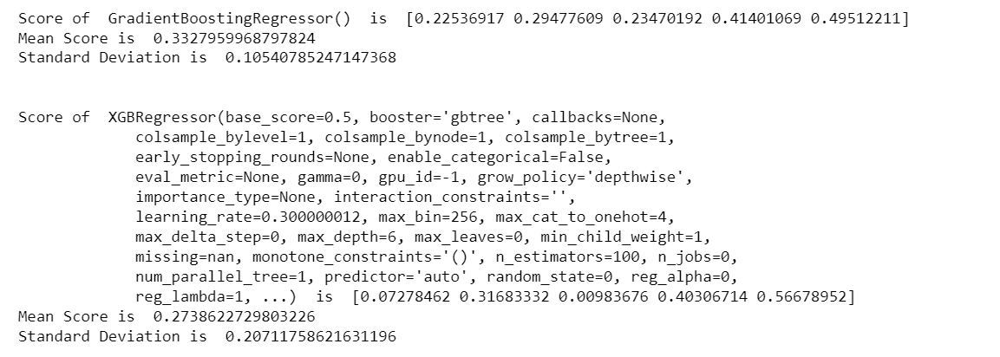 Score of  GradientBoostingRegressor()  is  [0.22536917 0.29477609 0.23470192 0.41401069 0.49512211]
Mean Score is  0.3327959968797824
Standard Deviation is  0.10540785247147368
Score of  XGBRegressor(base_score=0.5, booster='gbtree', callbacks=None,
             colsample_bylevel=1, colsample_bynode=1, colsample_bytree=1,
             early_stopping_rounds=None, enable_categorical=False,
             eval_metric=None, gamma=0, gpu_id=-1, grow_policy='depthwise',
             importance_type=None, interaction_constraints='',
             learning_rate=0.300000012, max_bin=256, max_cat_to_onehot=4,
             max_delta_step=0, max_depth=6, max_leaves=0, min_child_weight=1,
             missing=nan, monotone_constraints='()', n_estimators=100, n_jobs=0,
             num_parallel_tree=1, predictor='auto', random_state=0, reg_alpha=0,
             reg_lambda=1, ...)  is  [0.07278462 0.31683332 0.00983676 0.40306714 0.56678952]
Mean Score is  0.2738622729803226
Standard Deviation is  0.20711758621631196